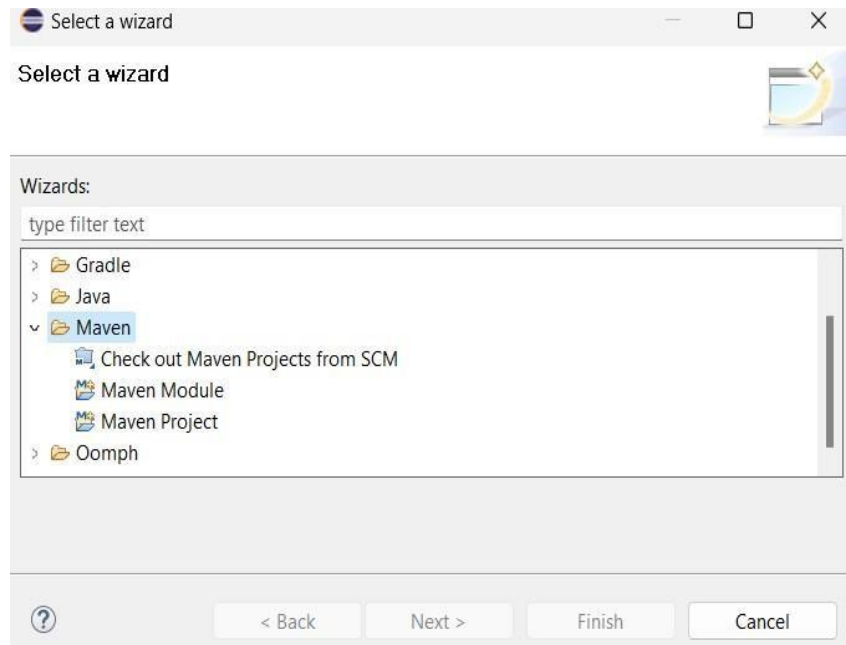 Select a wizard
Select a wizard
Wizards:
type filter text
Gradle
Java
Maven
Check out Maven Projects from SCM
Maven Module
Maven Project
Oomph
< Back Next > Finish Cancel